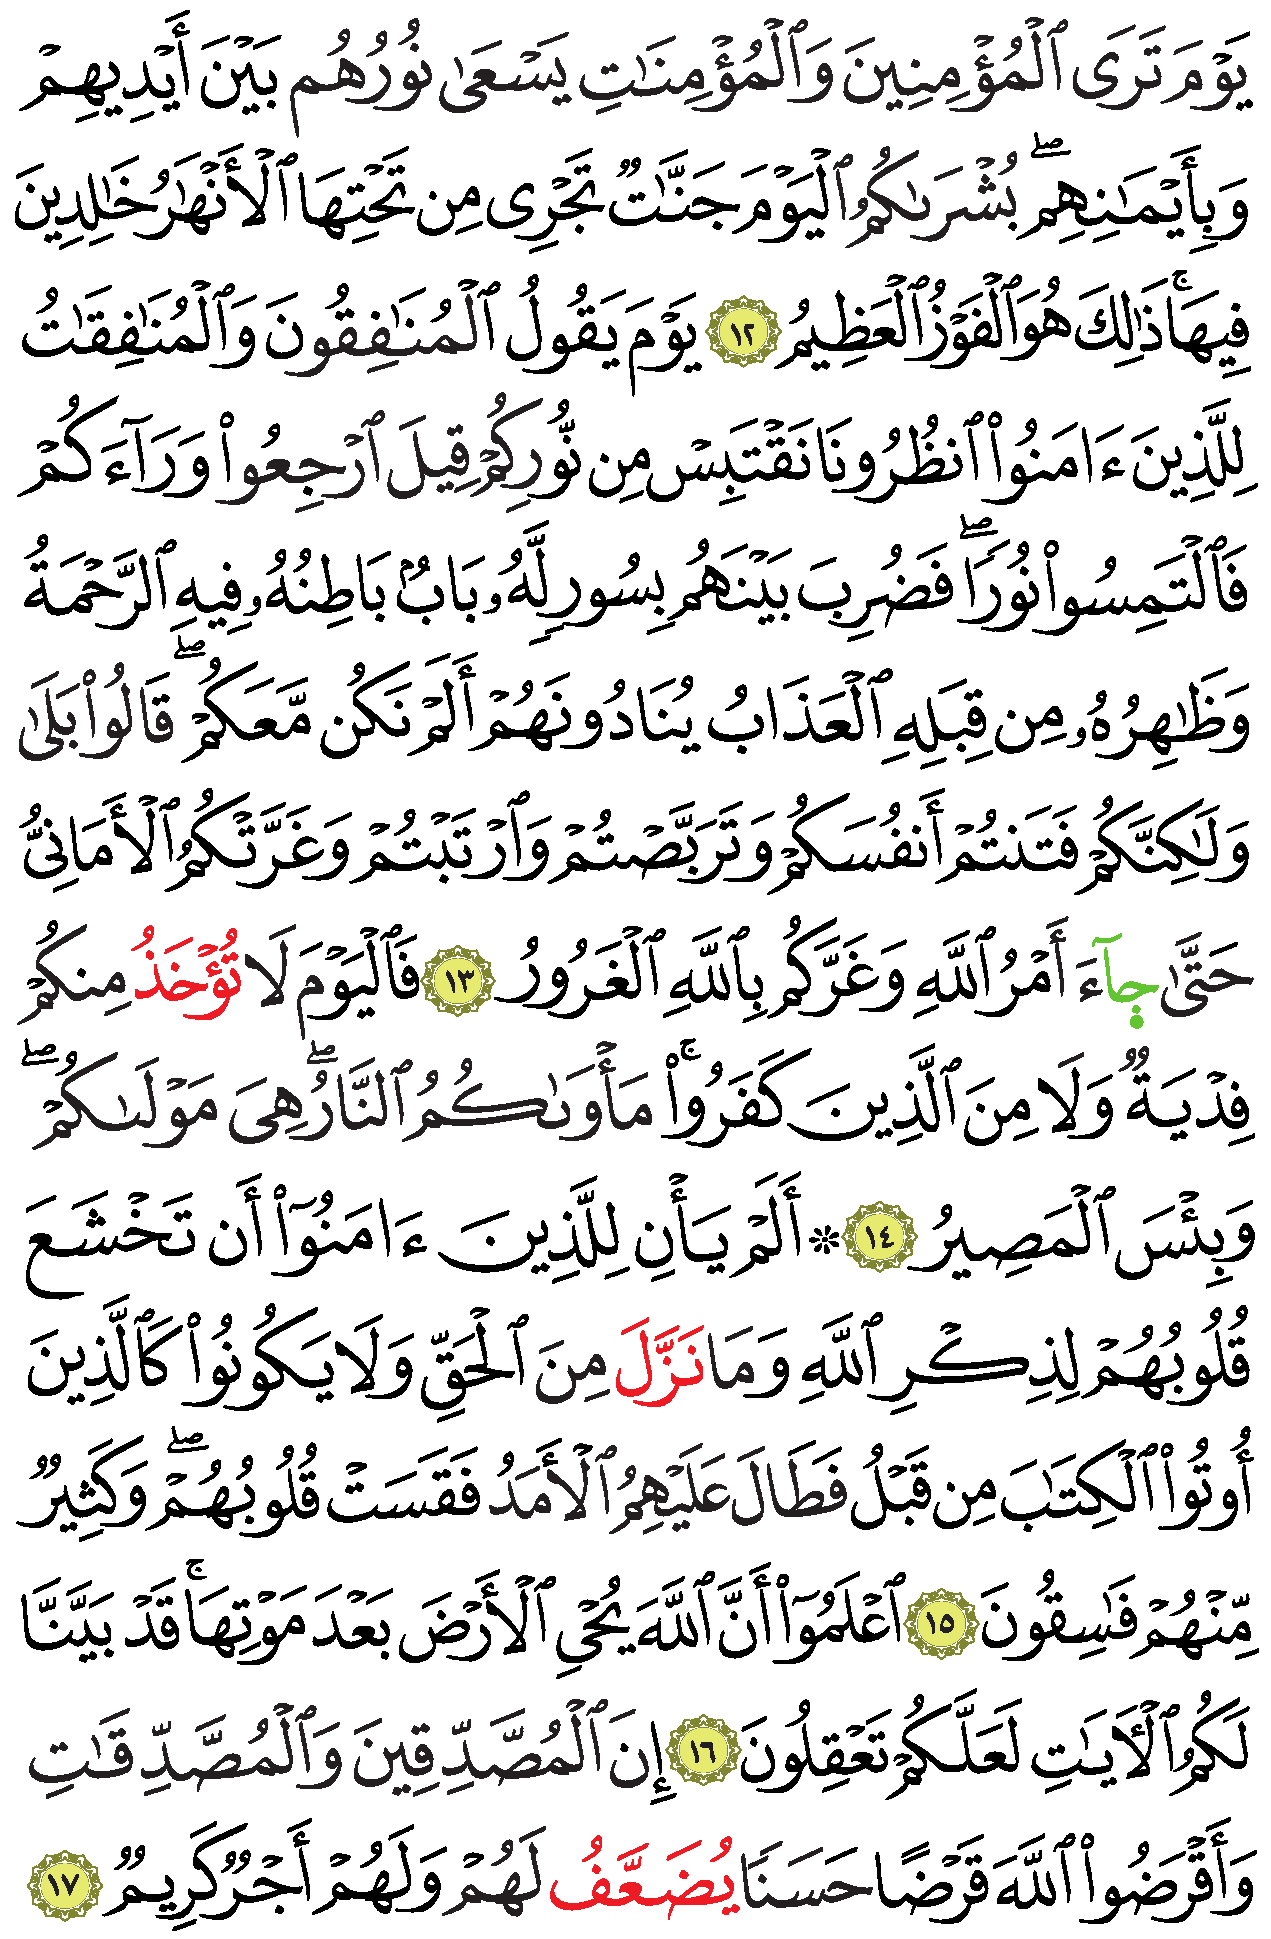 يَوْمَ تَرَى ٱلْمُؤْمِنِينَ وَٱلْمُؤْمِنَٰتِ يَسْعَىٰ نُورُهُم بَيْنَ أَيْدِيهِمْ
وَبِأَيْمَٰنِهِمۖ بُشْرَىٰكُمُ ٱلْيَوْمَ جَنَّٰتٌ تَجْرِى مِن تَحْتِهَا ٱلْأَنْهَٰرُ خَٰلِدِينَ
فِيهَاۚ ذَٰلِكَ هُوَ ٱلْفَوْزُ ٱلْعَظِيمُ ١٢ يَوْمَ يَقُولُ ٱلْمُنَٰفِقُونَ وَٱلْمُنَٰفِقَٰتُ
لِلَّذِينَ ءَامَنُوا۟ ٱنظُرُونَا نَقْتَبِسْ مِن نُّورِكُمْ قِيلَ ٱرْجِعُوا۟ وَرَآءَكُمْ
فَٱلْتَمِسُوا۟ نُورًاۖ فَضُرِبَ بَيْنَهُم بِسُورٍ لَّهُۥ بَابٌۢ بَاطِنُهُۥ فِيهِ ٱلرَّحْمَةُ
وَظَٰهِرُهُۥ مِن قِبَلِهِ ٱلْعَذَابُ يُنَادُونَهُمْ أَلَمْ نَكُن مَّعَكُمْۖ قَالُوا۟ بَلَىٰ
وَلَٰكِنَّكُمْ فَتَنتُمْ أَنفُسَكُمْ وَتَرَبَّصْتُمْ وَٱرْتَبْتُمْ وَغَرَّتْكُمُ ٱلْأَمَانِىُّ
حَتَّىٰ جَآءَ أَمْرُ ٱللَّهِ وَغَرَّكُم بِٱللَّهِ ٱلْغَرُورُ ١٣ فَٱلْيَوْمَ لَا تُؤْخَذُ مِنكُمْ
فِدْيَةٌ وَلَا مِنَ ٱلَّذِينَ كَفَرُوا۟ۚ مَأْوَىٰكُمُ ٱلنَّارُۖ هِىَ مَوْلَىٰكُمْۖ
وَبِئْسَ ٱلْمَصِيرُ ١٤ ۞ أَلَمْ يَأْنِ لِلَّذِينَ ءَامَنُوٓا۟ أَن تَخْشَعَ
قُلُوبُهُمْ لِذِكْرِ ٱللَّهِ وَمَا نَزَّلَ مِنَ ٱلْحَقِّ وَلَا يَكُونُوا۟ كَٱلَّذِينَ
أُوتُوا۟ ٱلْكِتَٰبَ مِن قَبْلُ فَطَالَ عَلَيْهِمُ ٱلْأَمَدُ فَقَسَتْ قُلُوبُهُمْۖ وَكَثِيرٌ
مِّنْهُمْ فَٰسِقُونَ ١٥ ٱعْلَمُوٓا۟ أَنَّ ٱللَّهَ يُحْىِ ٱلْأَرْضَ بَعْدَ مَوْتِهَاۚ قَدْ بَيَّنَّا
لَكُمُ ٱلْءَايَٰتِ لَعَلَّكُمْ تَعْقِلُونَ ١٦ إِنَّ ٱلْمُصَّدِّقِينَ وَٱلْمُصَّدِّقَٰتِ
وَأَقْرَضُوا۟ ٱللَّهَ قَرْضًا حَسَنًا يُضَعَّفُ لَهُمْ وَلَهُمْ أَجْرٌ كَرِيمٌ ١٧